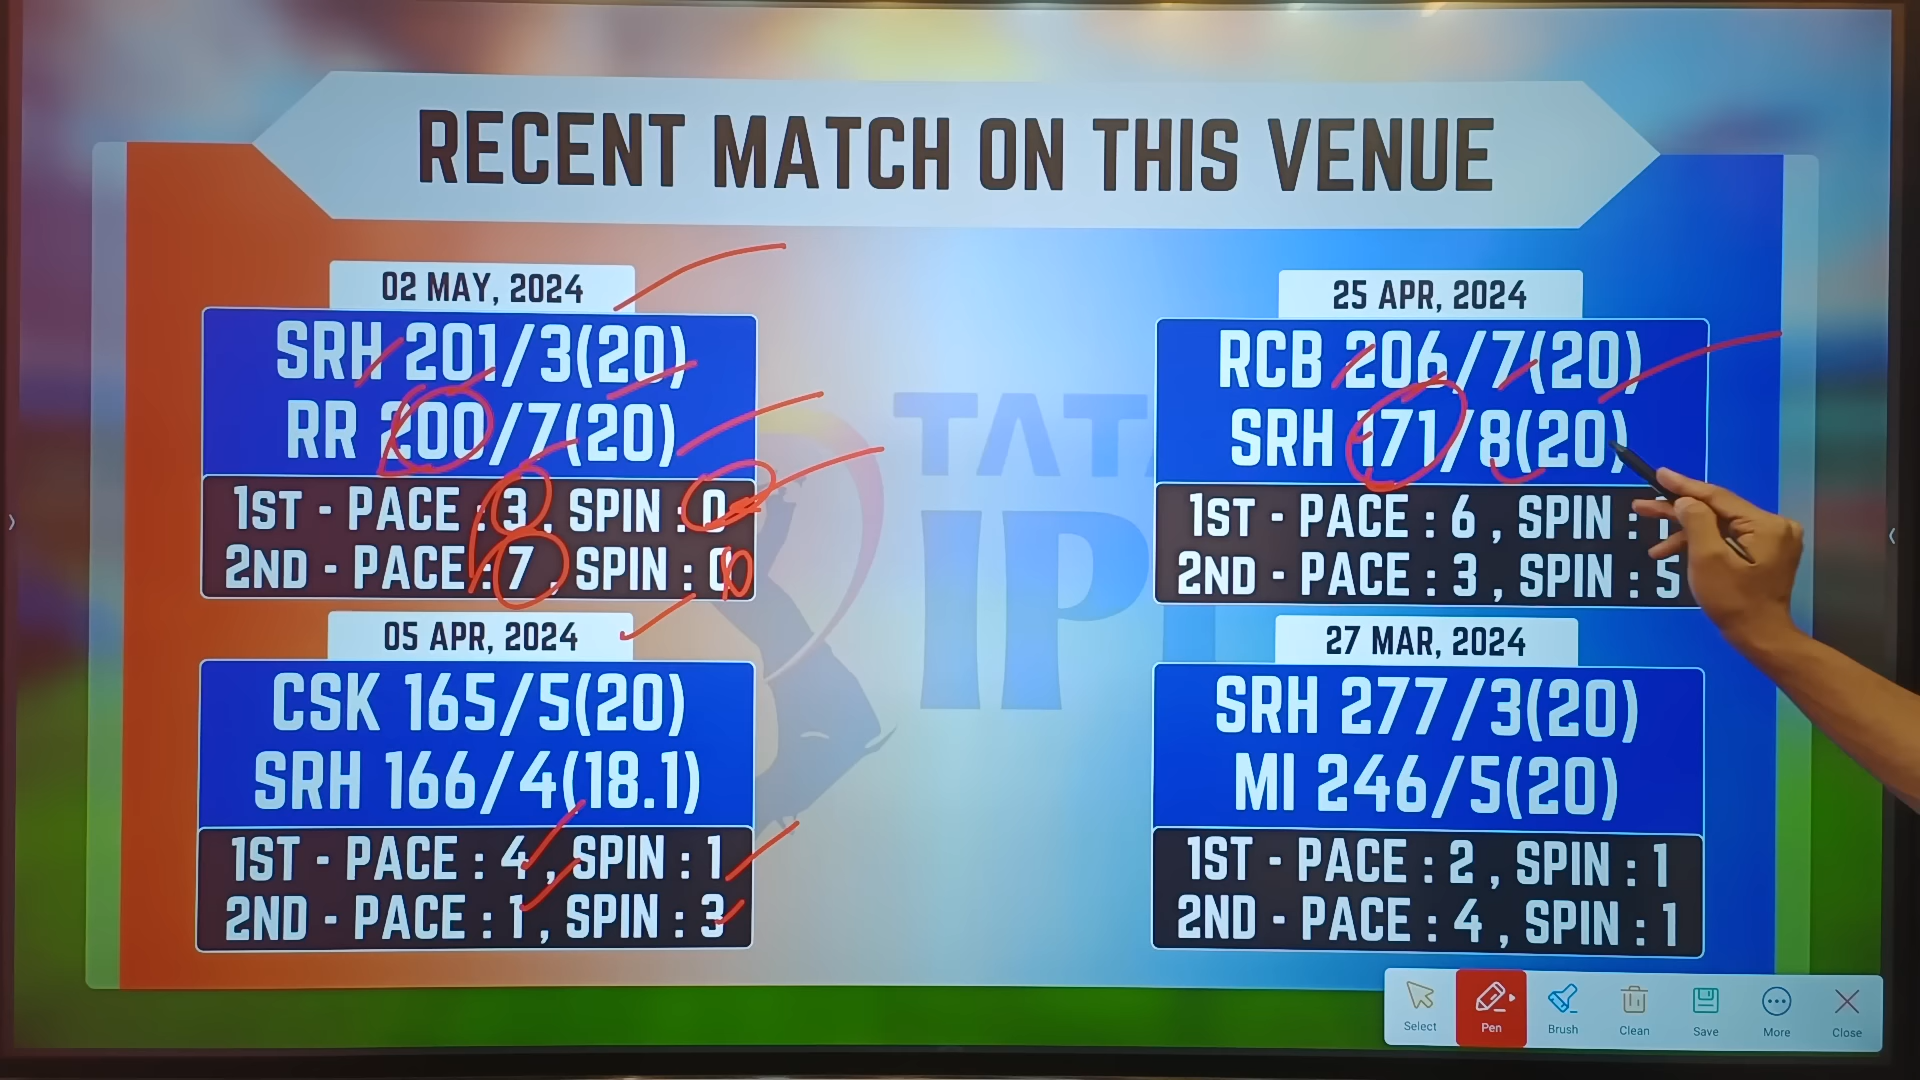 RECENT MATCH ON THIS VENUE
02 MAY, 2024
SRH 201/3(20)
RR 200/7(20)
1ST - PACE : 3 , SPIN : 0
2ND - PACE : 7 , SPIN : 0
25 APR, 2024
RCB 206/7(20)
SRH 171/8(20)
1ST - PACE : 6 , SPIN :
2ND - PACE : 3 , SPIN : 5
05 APR, 2024
CSK 165/5(20)
SRH 166/4(18.1)
1ST - PACE : 4 , SPIN : 1
2ND - PACE : 1 , SPIN : 3
27 MAR, 2024
SRH 277/3(20)
MI 246/5(20)
1ST - PACE : 2 , SPIN : 1
2ND - PACE : 4 , SPIN : 1
Select Pen Brush Clean Save More Close